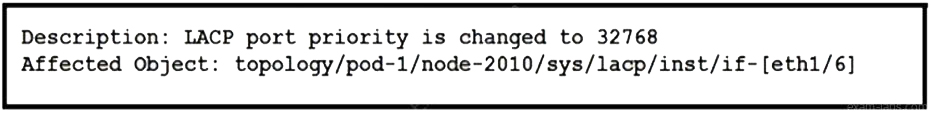 Description: LACP port priority is changed to 32768
Affected Object: topology/pod-1/node-2010/sys/lacp/inst/if-[eth1/6]